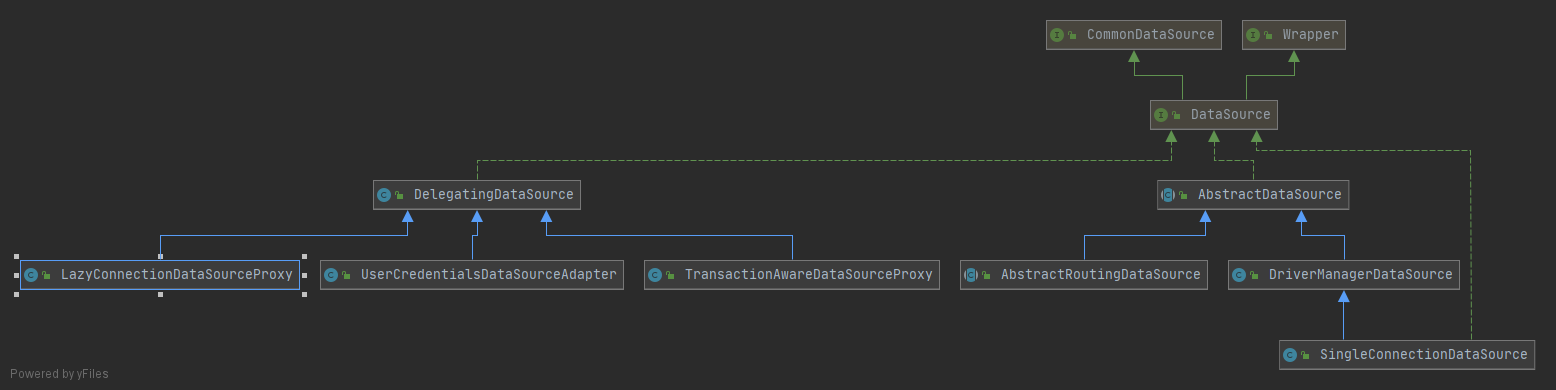 CommonDataSource
Wrapper
DataSource
DelegatingDataSource
AbstractDataSource
LazyConnectionDataSourceProxy
UserCredentialsDataSourceAdapter
TransactionAwareDataSourceProxy
AbstractRoutingDataSource
DriverManagerDataSource
SingleConnectionDataSource
Powered by yFiles